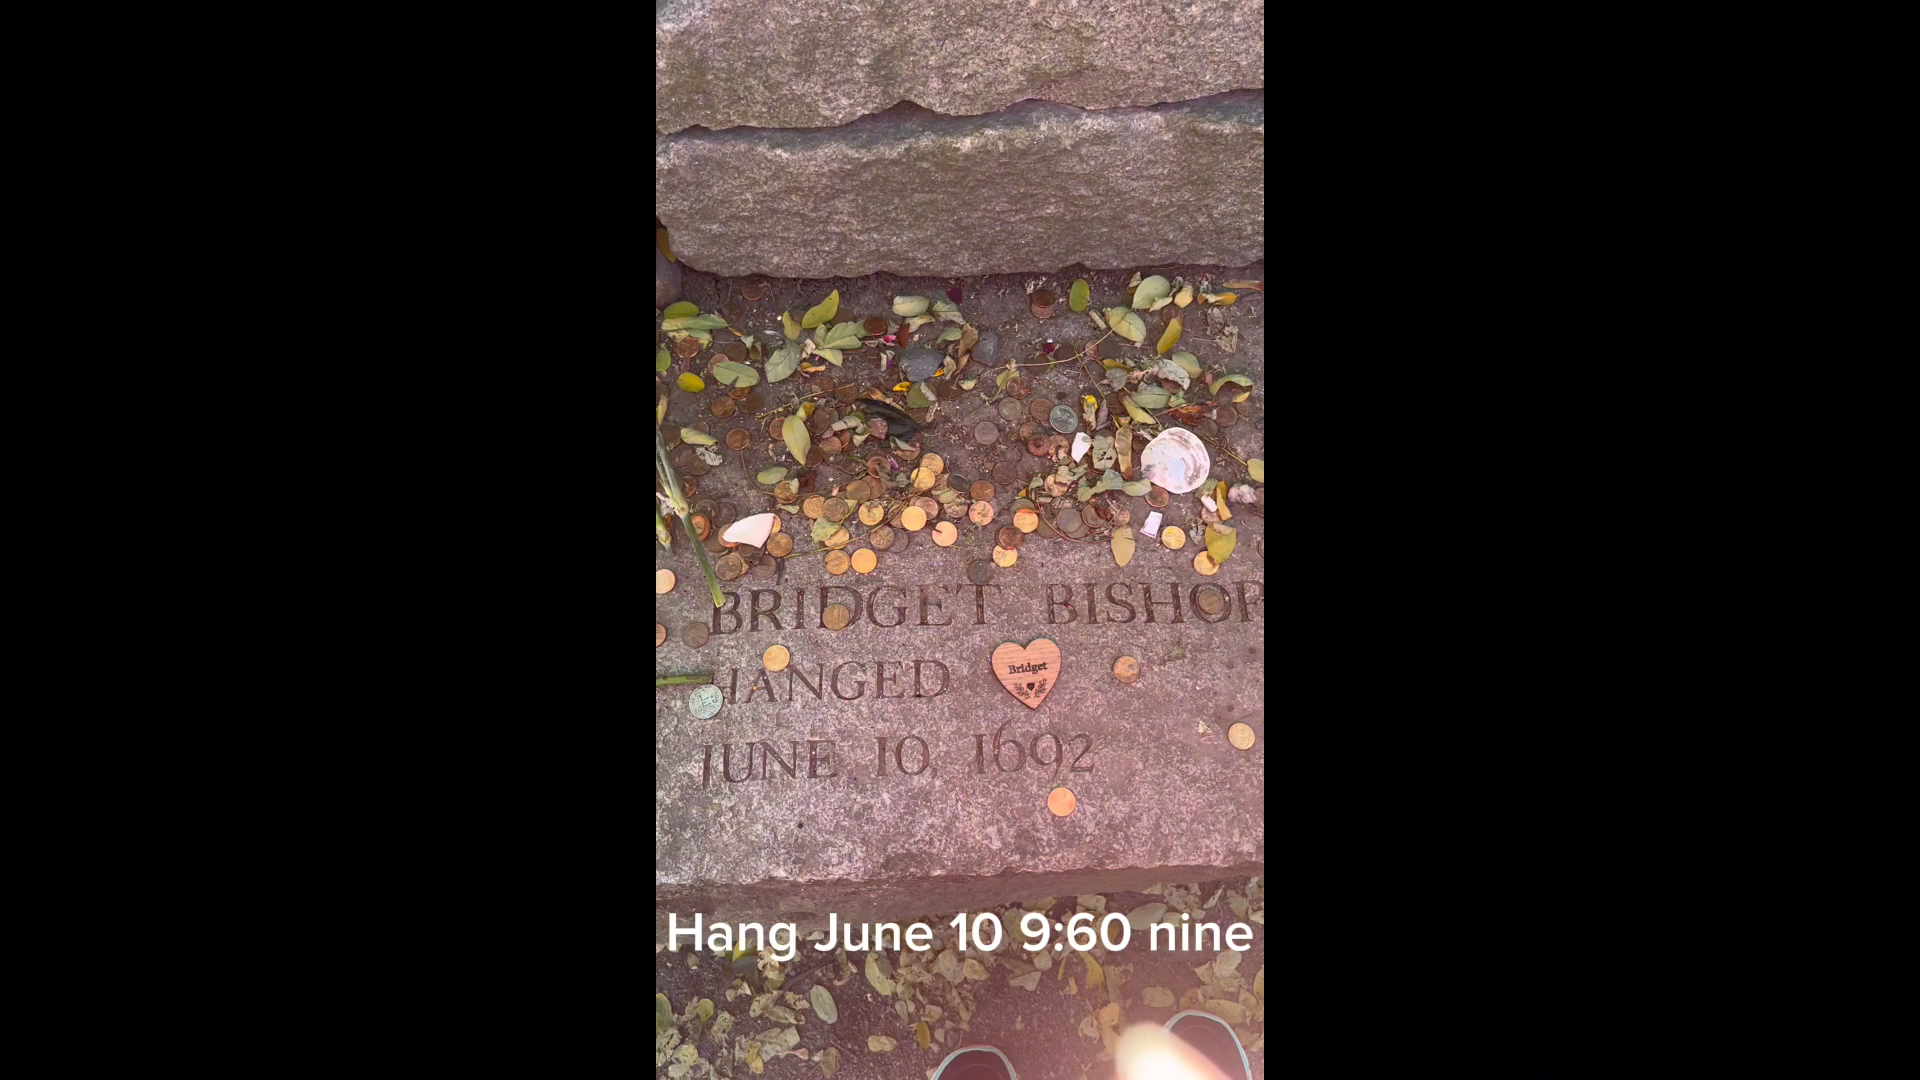 BRIDGET BISHOP
HANGED
Bridget
JUNE 10, 1692
Hang June 10 9:60 nine